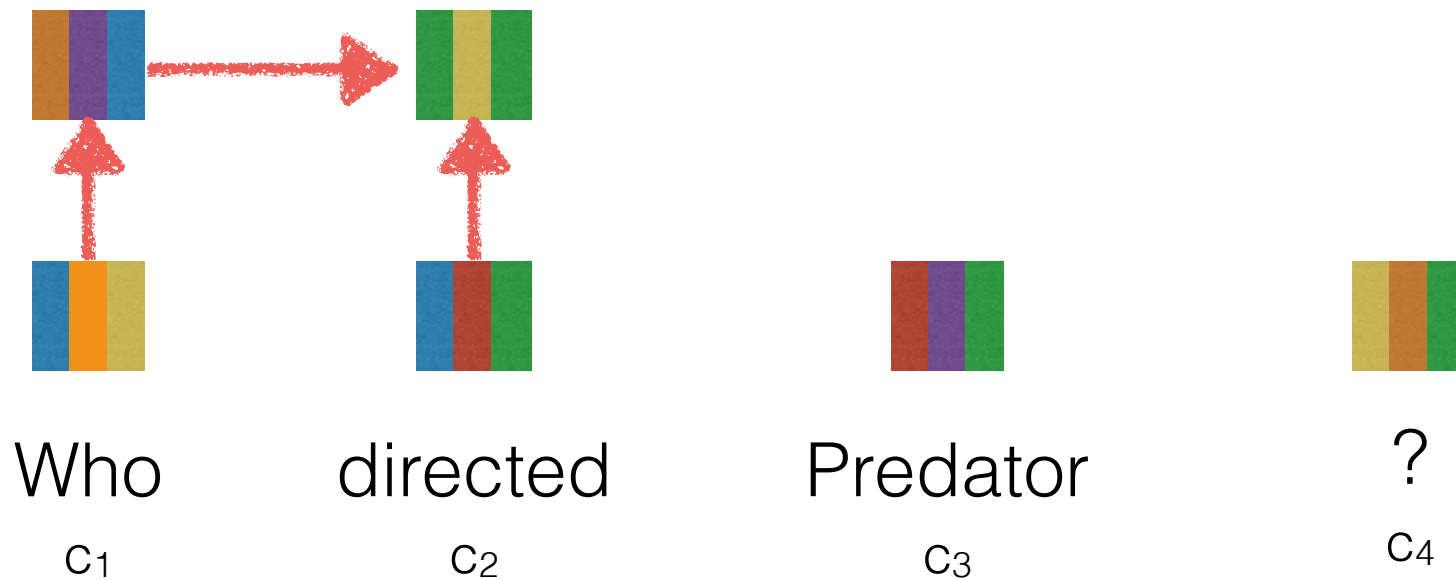 Who directed Predator ?
c₁ c₂ c₃ c₄